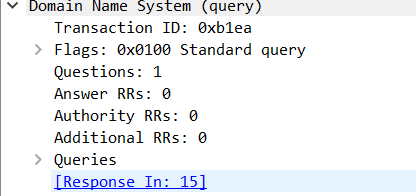 Domain Name System (query)
Transaction ID: 0xb1ea
Flags: 0x0100 Standard query
Questions: 1
Answer RRs: 0
Authority RRs: 0
Additional RRs: 0
Queries
[Response In: 15]